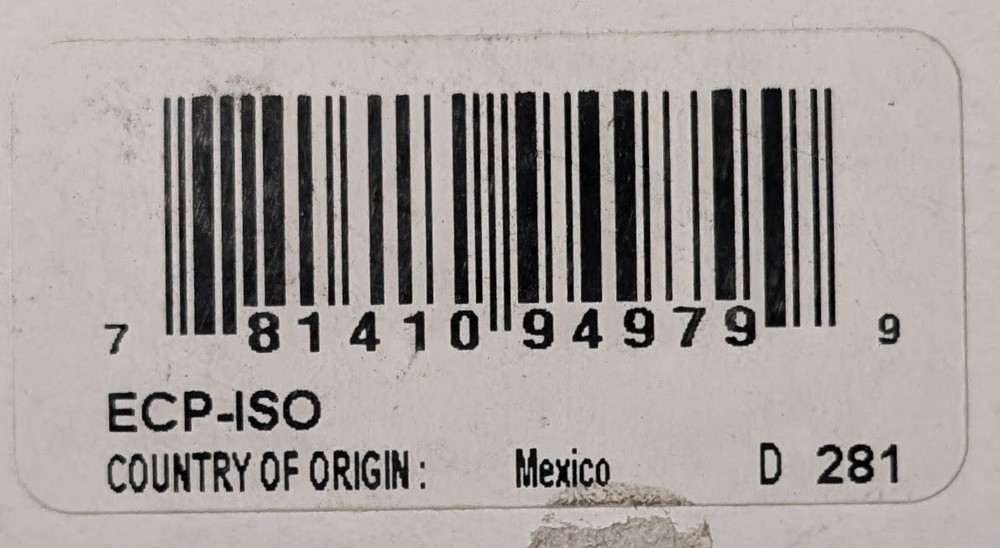 7 81410 94979 9
ECP-ISO
COUNTRY OF ORIGIN : Mexico D 281